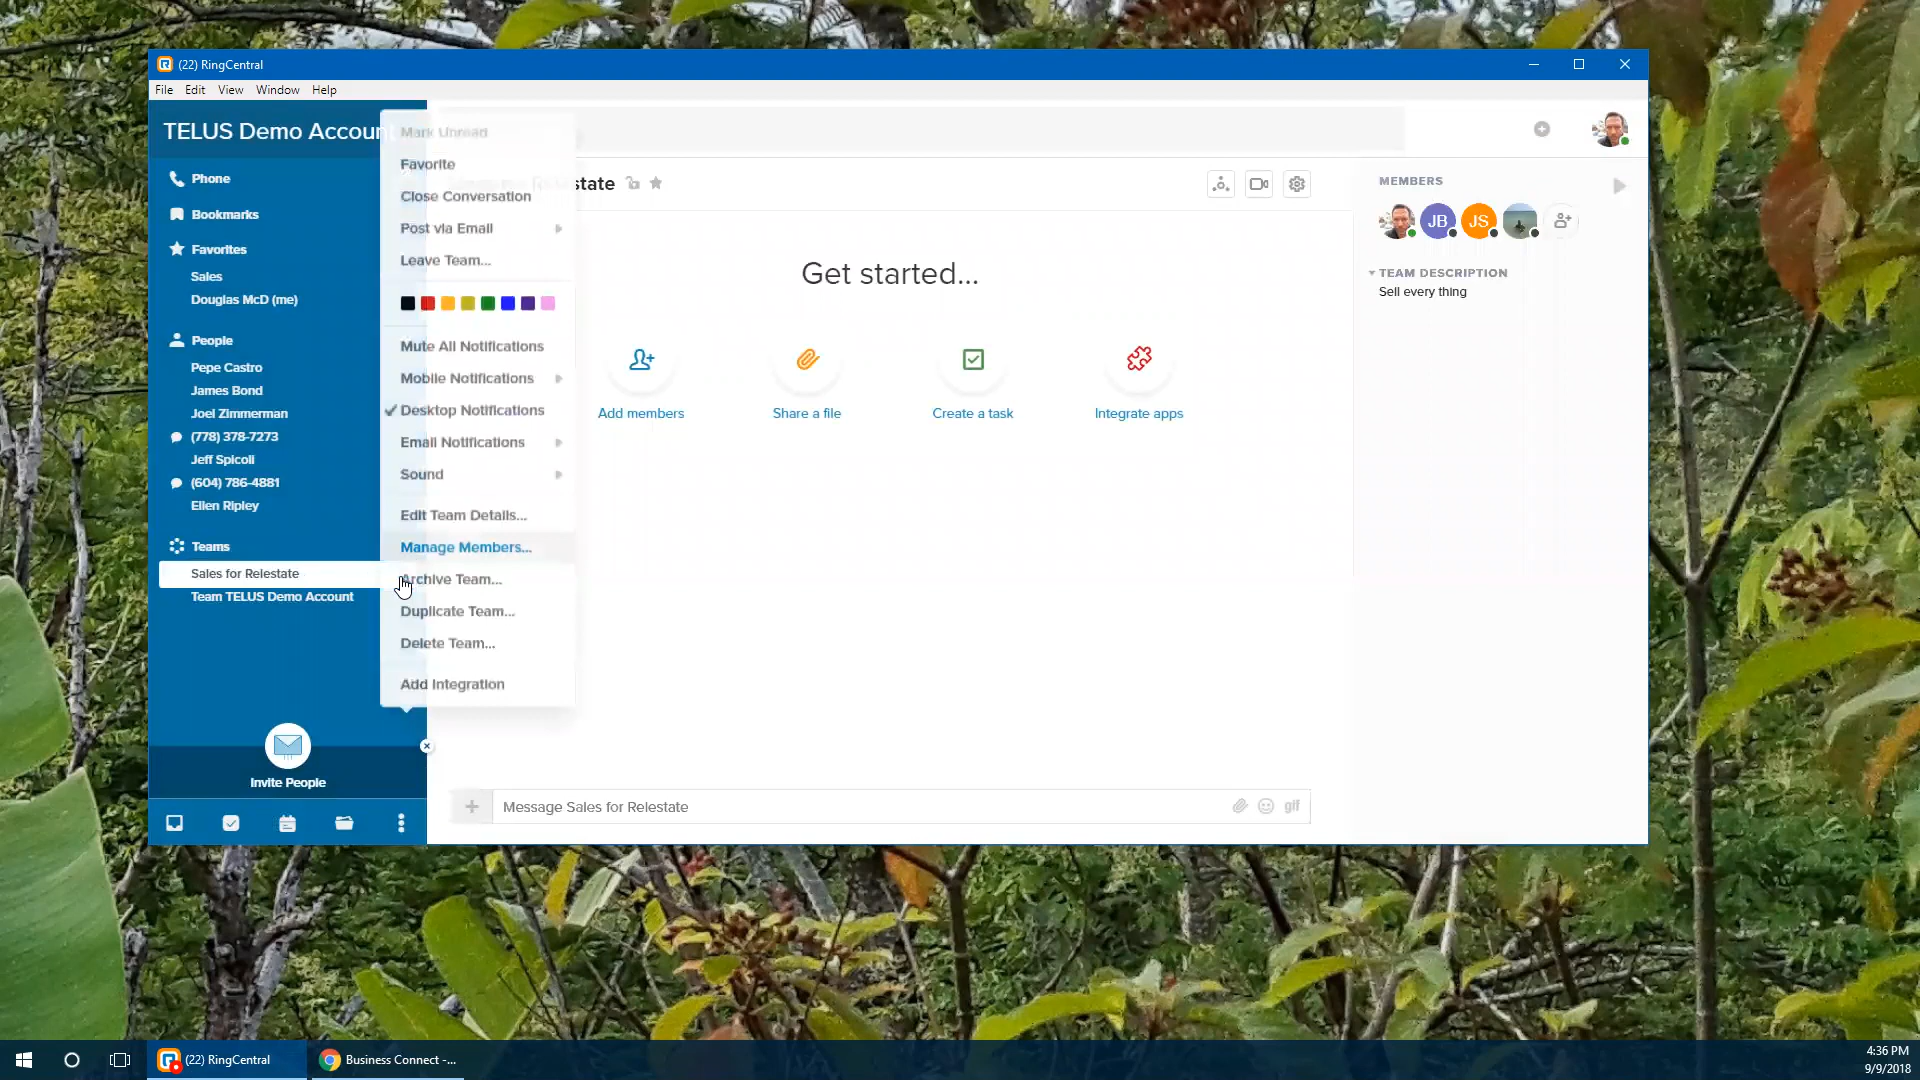 (22) RingCentral
File Edit View Window Help
TELUS Demo Accoun
Phone
Bookmarks
Favorites
Sales
Douglas McD (me)
People
Pepe Castro
James Bond
Joel Zimmerman
(778) 378-7273
Jeff Spicoli
(604) 786-4881
Ellen Ripley
Teams
Sales for Relestate
Team TELUS Demo Account
Invite People
Mark Unread
Favorite
Close Conversation
Post via Email
Leave Team...
Mute All Notifications
Mobile Notifications
Desktop Notifications
Email Notifications
Sound
Edit Team Details...
Manage Members...
Archive Team...
Duplicate Team...
Delete Team...
Add Integration
state
Get started...
Add members
Share a file
Create a task
Integrate apps
Message Sales for Relestate
gif
MEMBERS
JB
JS
TEAM DESCRIPTION
Sell every thing
(22) RingCentral
Business Connect -...
4:36 PM
9/9/2018